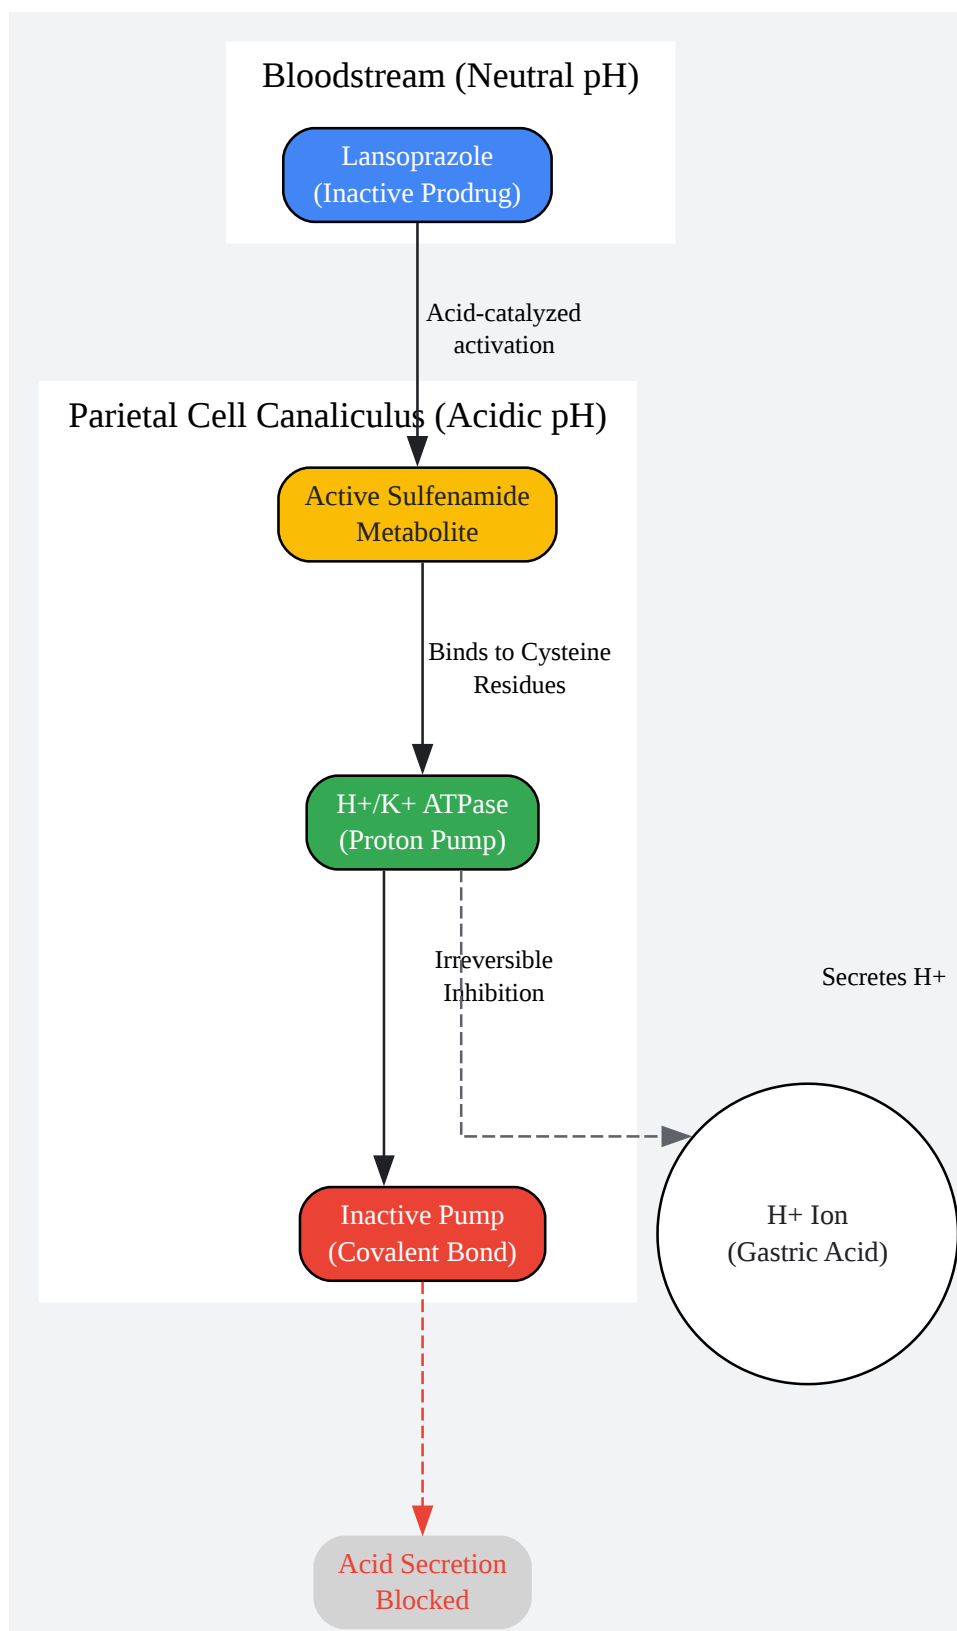 Bloodstream (Neutral pH)
Lansoprazole
(Inactive Prodrug)
Acid-catalyzed
activation
Parietal Cell Canaliculus (Acidic pH)
Active Sulfenamide
Metabolite
Binds to Cysteine
Residues
H+/K+ ATPase
(Proton Pump)
Irreversible
Inhibition
Secretes H+
Inactive Pump
(Covalent Bond)
H+ Ion
(Gastric Acid)
Acid Secretion
Blocked